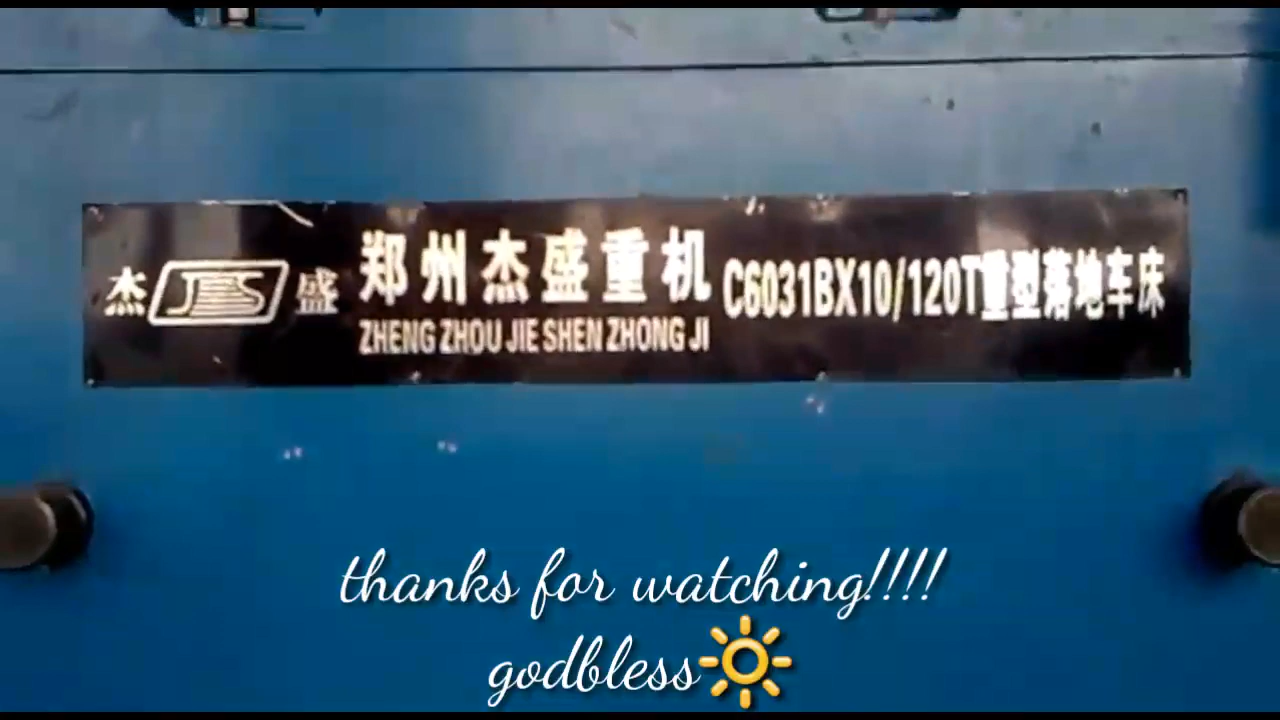 杰 JES 盛
郑州杰盛重机
ZHENG ZHOU JIE SHEN ZHONG JI
C6031BX10/120T重型落地车床
thanks for watching!!!!
godbless🔆